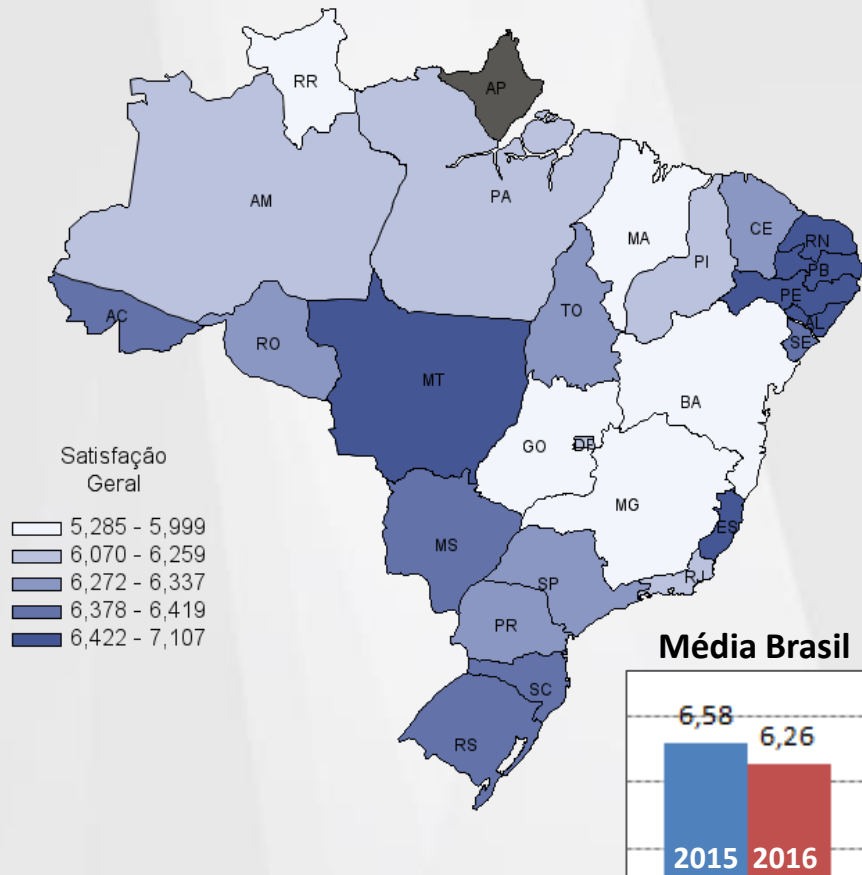 RR
AP
AM
PA
MA
CE
RN
PI
PB
PE
AC
TO
AL
RO
SE
MT
BA
GO
DF
MG
ES
MS
SP
RJ
PR
SC
RS
Satisfação
Geral
5,285 - 5,999
6,070 - 6,259
6,272 - 6,337
6,378 - 6,419
6,422 - 7,107
Média Brasil
6,58
6,26
2015
2016